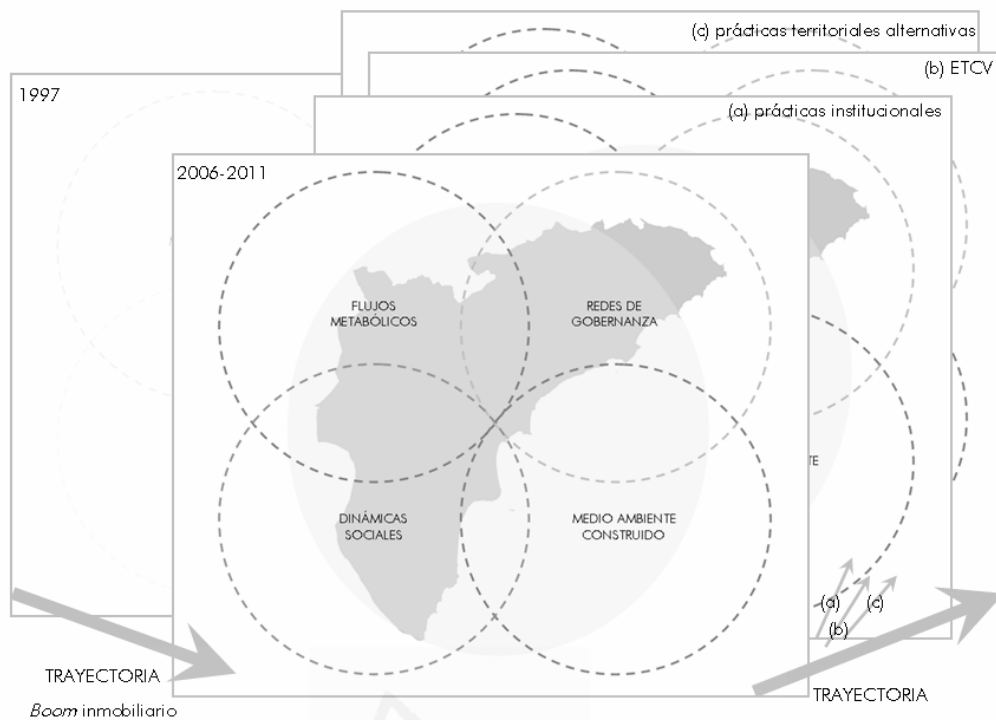 (c) prácticas territoriales alternativas
(b) ETCV
1997
(a) prácticas institucionales
2006-2011
FLUJOS
METABÓLICOS
REDES DE
GOBERNANZA
TE
DINÁMICAS
SOCIALES
MEDIO AMBIENTE
CONSTRUIDO
(a)
(c)
(b)
TRAYECTORIA
TRAYECTORIA
Boom inmobiliario